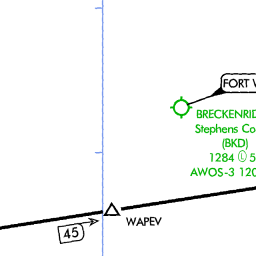 FORT W
BRECKENRID
Stephens Co
(BKD)
1284 Ⓛ 5
AWOS-3 120
WAPEV
45